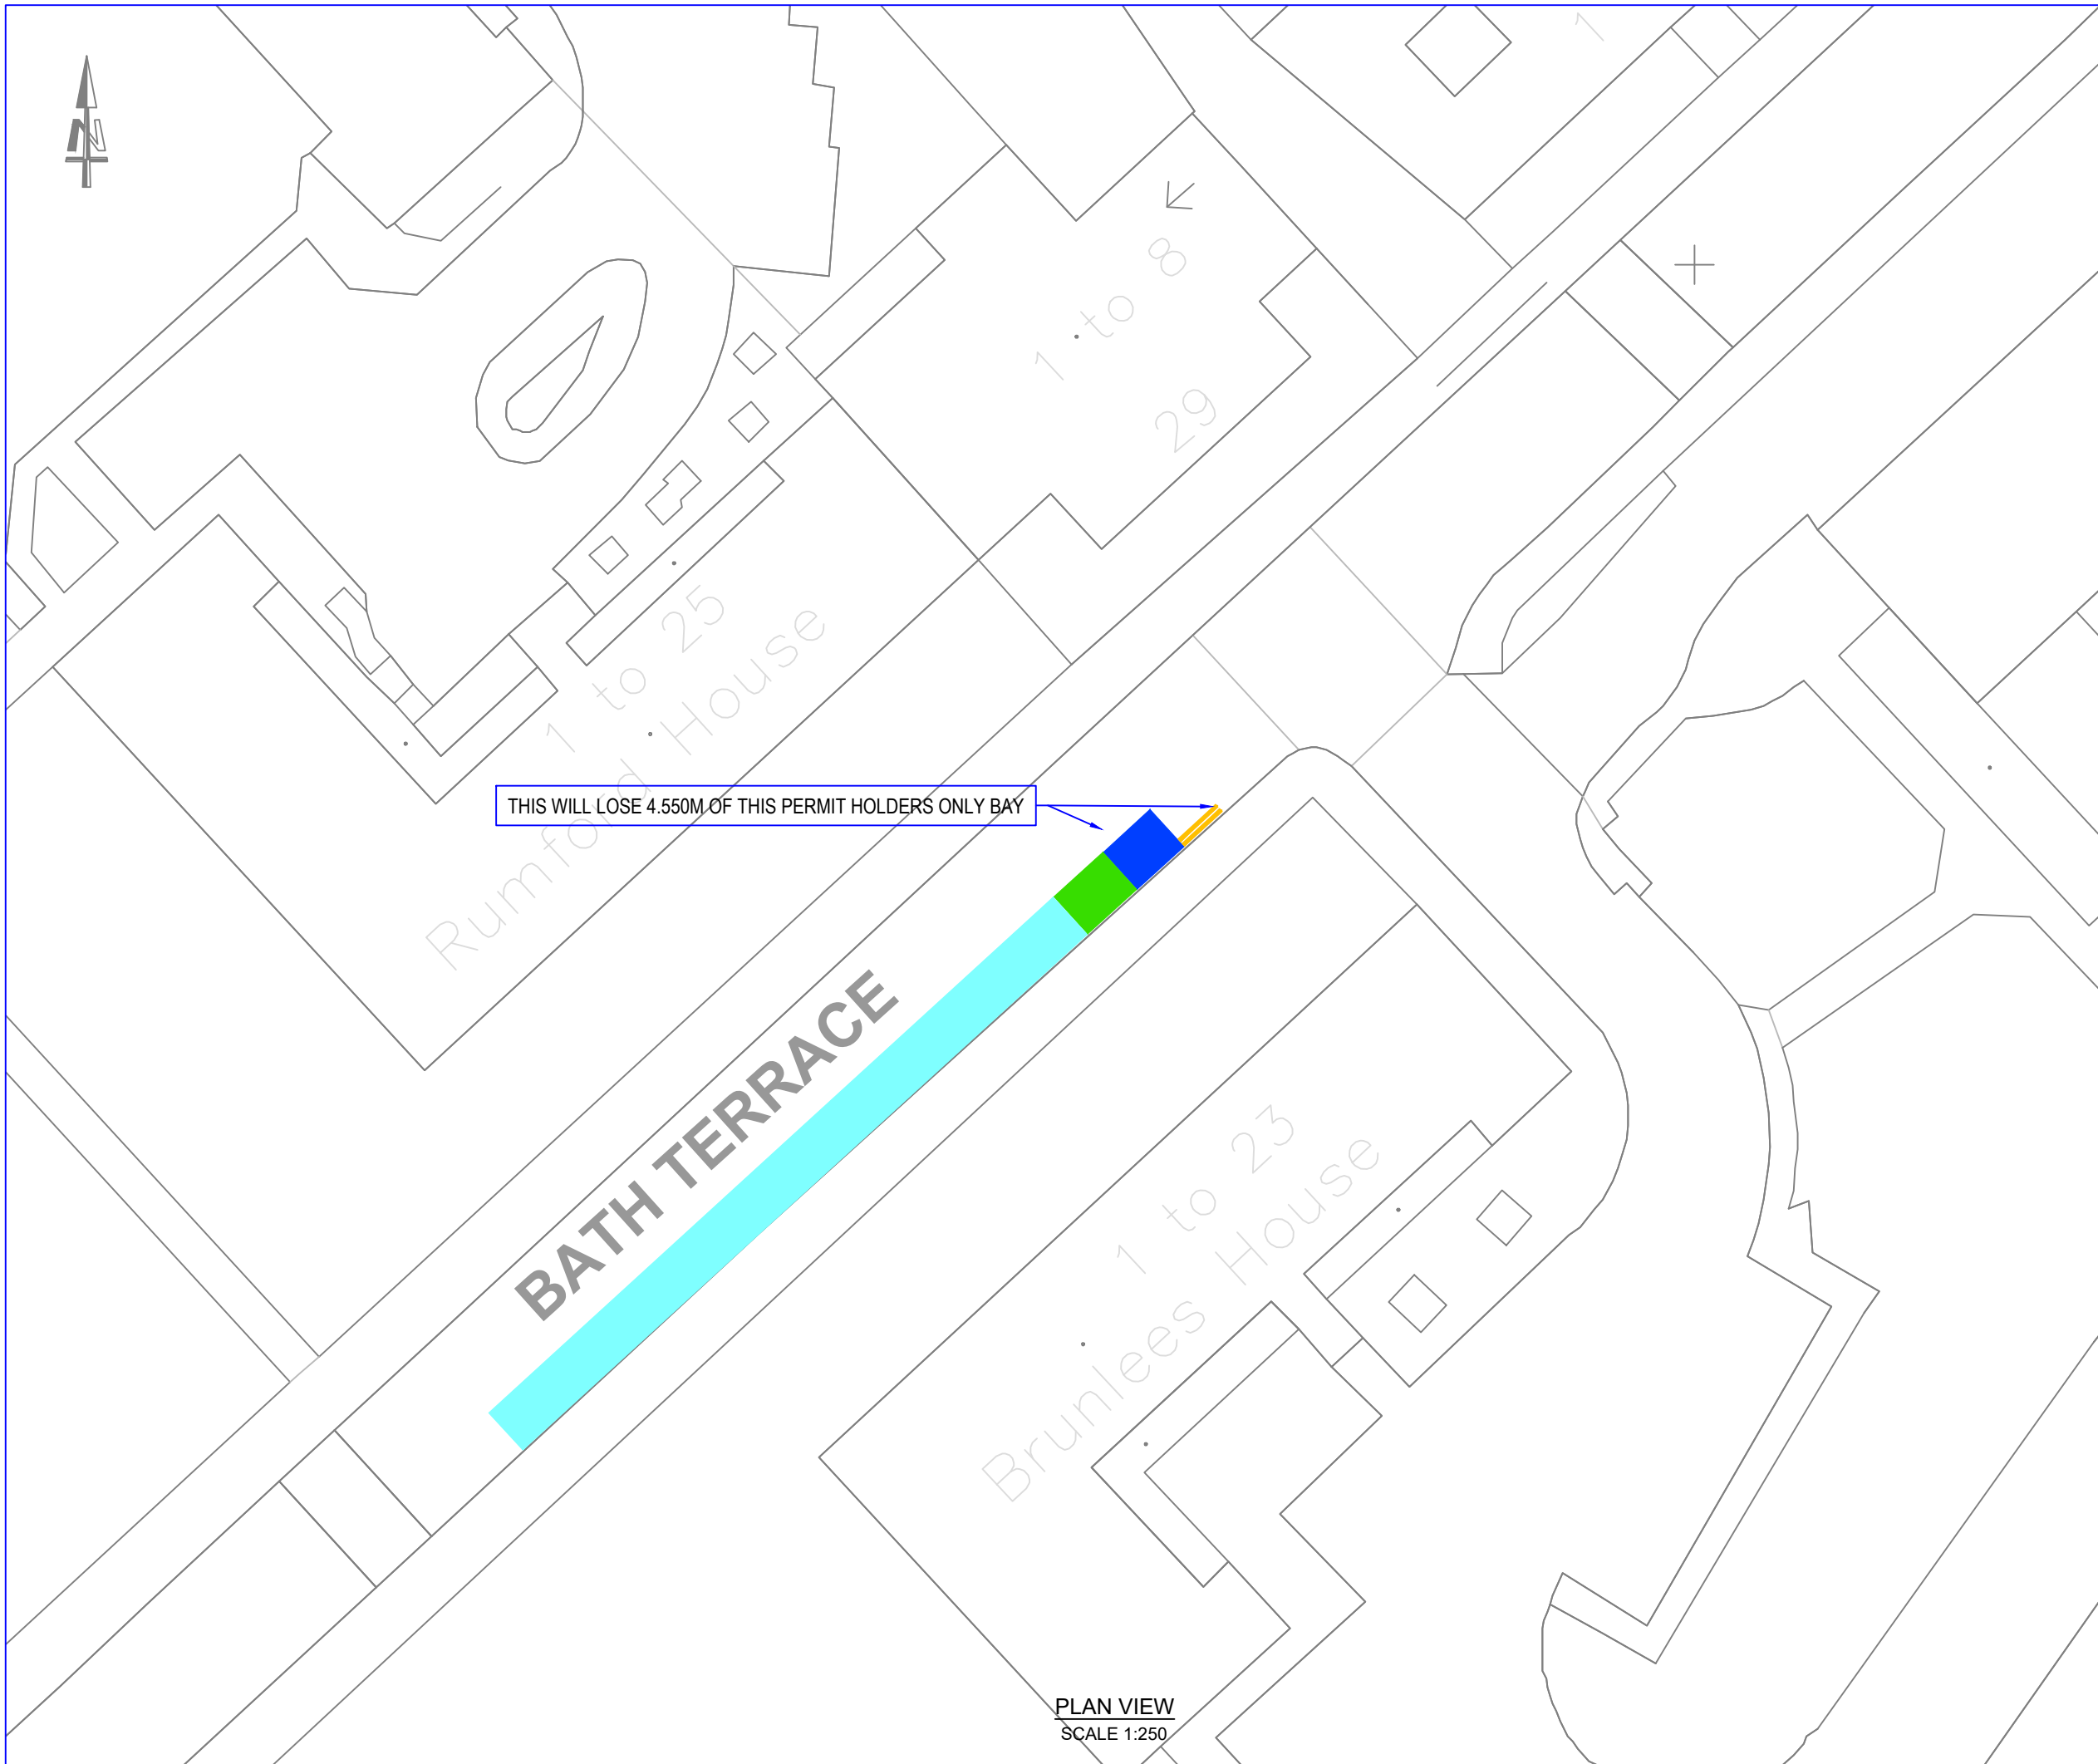 N
1
1 to 8
29
1 to 25
Rumford House
THIS WILL LOSE 4.550M OF THIS PERMIT HOLDERS ONLY BAY
BATH TERRACE
1 to 23
Brunlees House
PLAN VIEW
SCALE 1:250